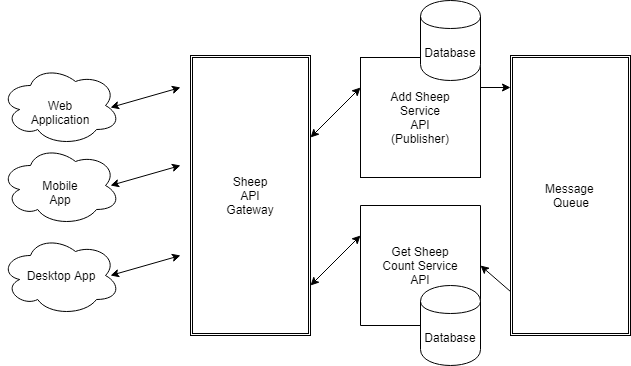 Web
Application
Mobile
App
Desktop App
Sheep
API
Gateway
Database
Add Sheep
Service
API
(Publisher)
Get Sheep
Count Service
API
Database
Message
Queue